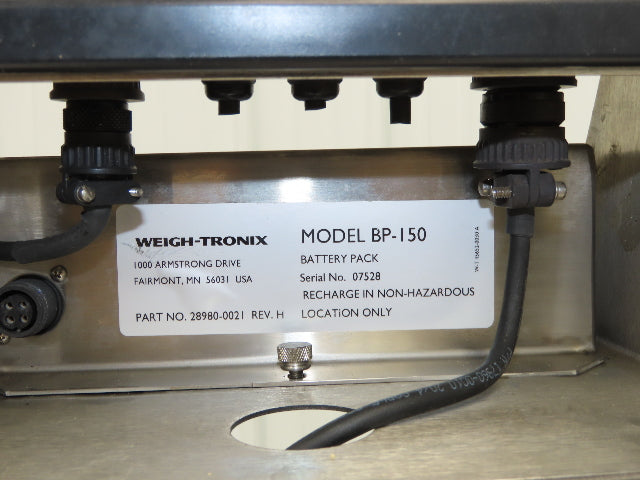 WEIGH-TRONIX
1000 ARMSTRONG DRIVE
FAIRMONT, MN 56031 USA
PART NO. 28980-0021 REV. H
MODEL BP-150
BATTERY PACK
Serial No. 07528
RECHARGE IN NON-HAZARDOUS
LOCATION ONLY